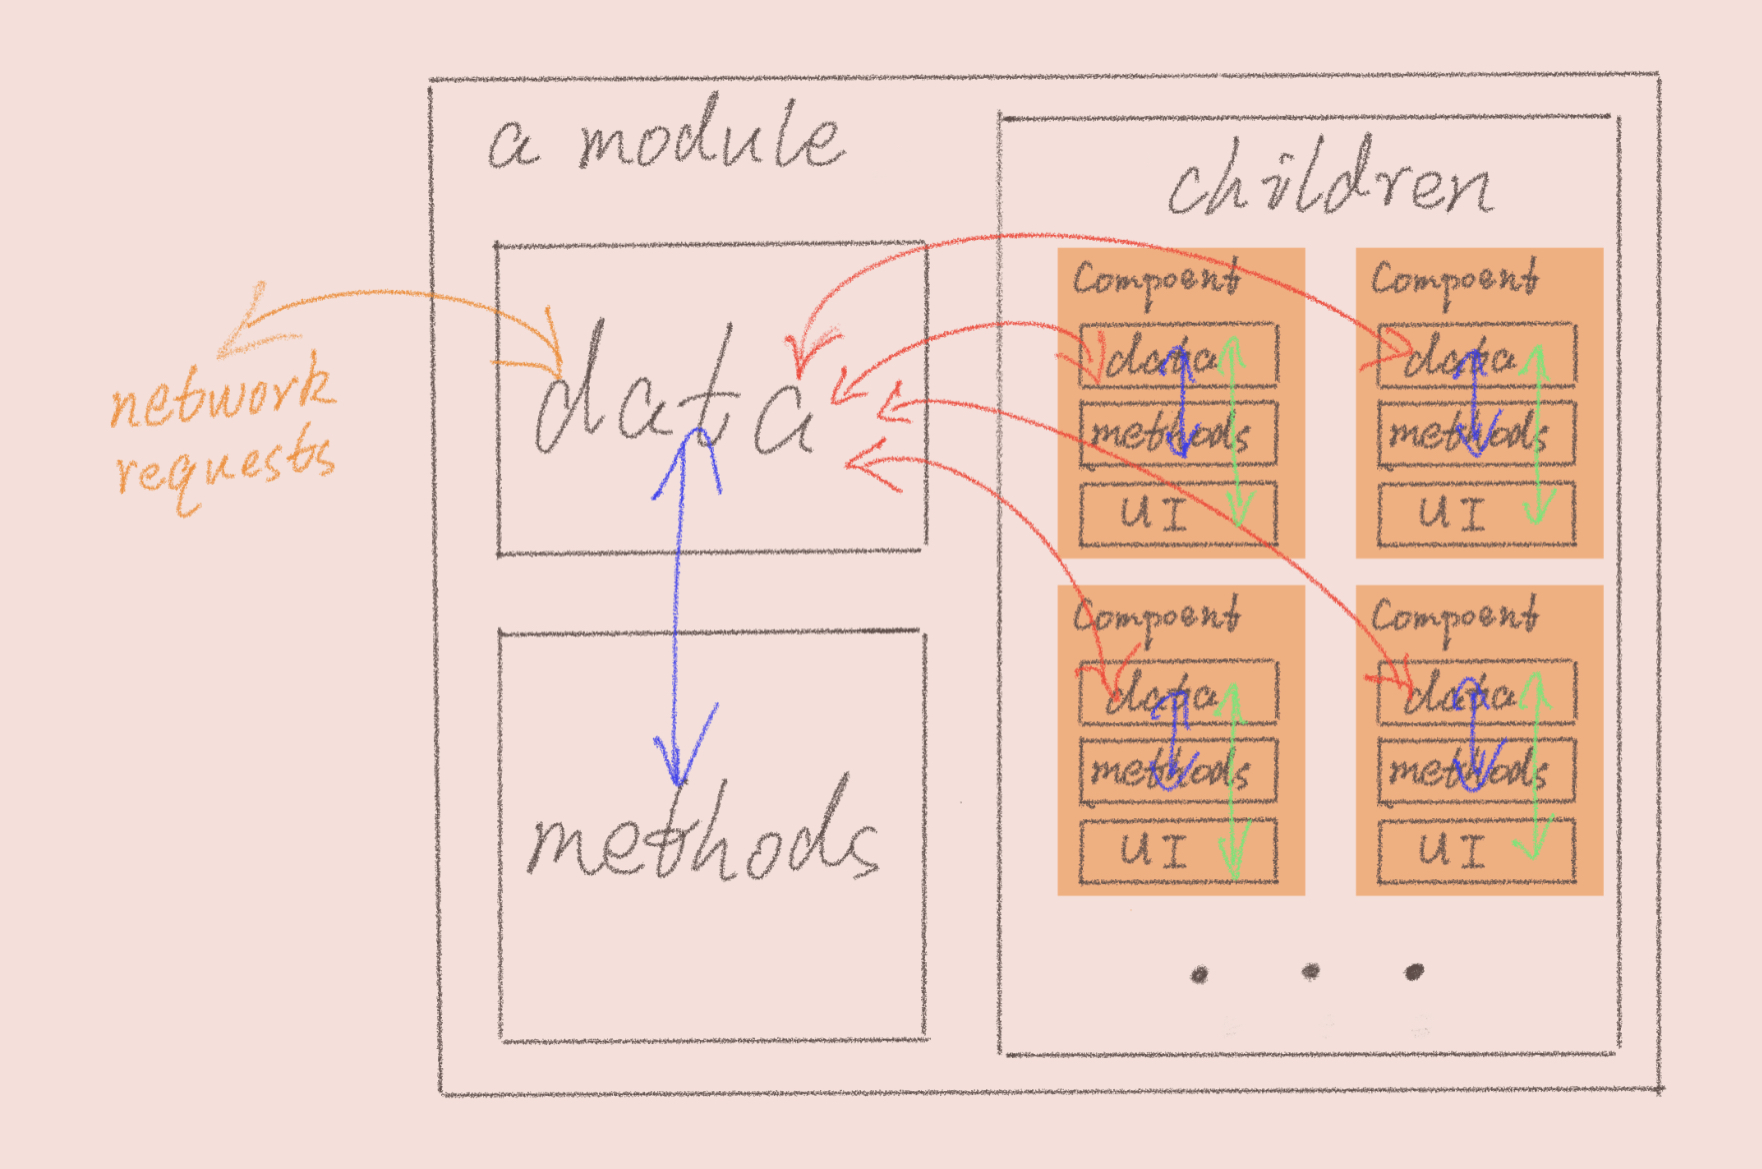 a module
children
network
requests
data
methods
Compoent
data
methods
UI
Compoent
data
methods
UI
Compoent
data
methods
UI
Compoent
data
methods
UI